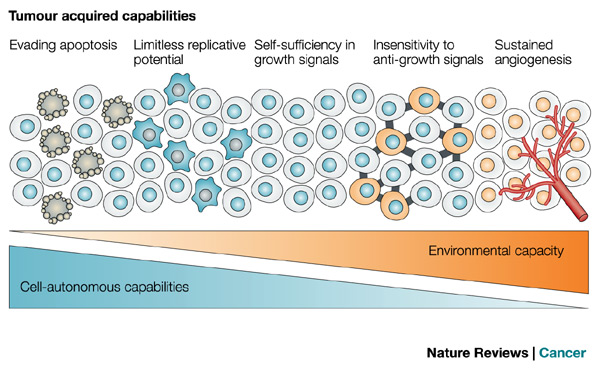 Tumour acquired capabilities
Evading apoptosis
Limitless replicative
potential
Self-sufficiency in
growth signals
Insensitivity to
anti-growth signals
Sustained
angiogenesis
Environmental capacity
Cell-autonomous capabilities
Nature Reviews | Cancer